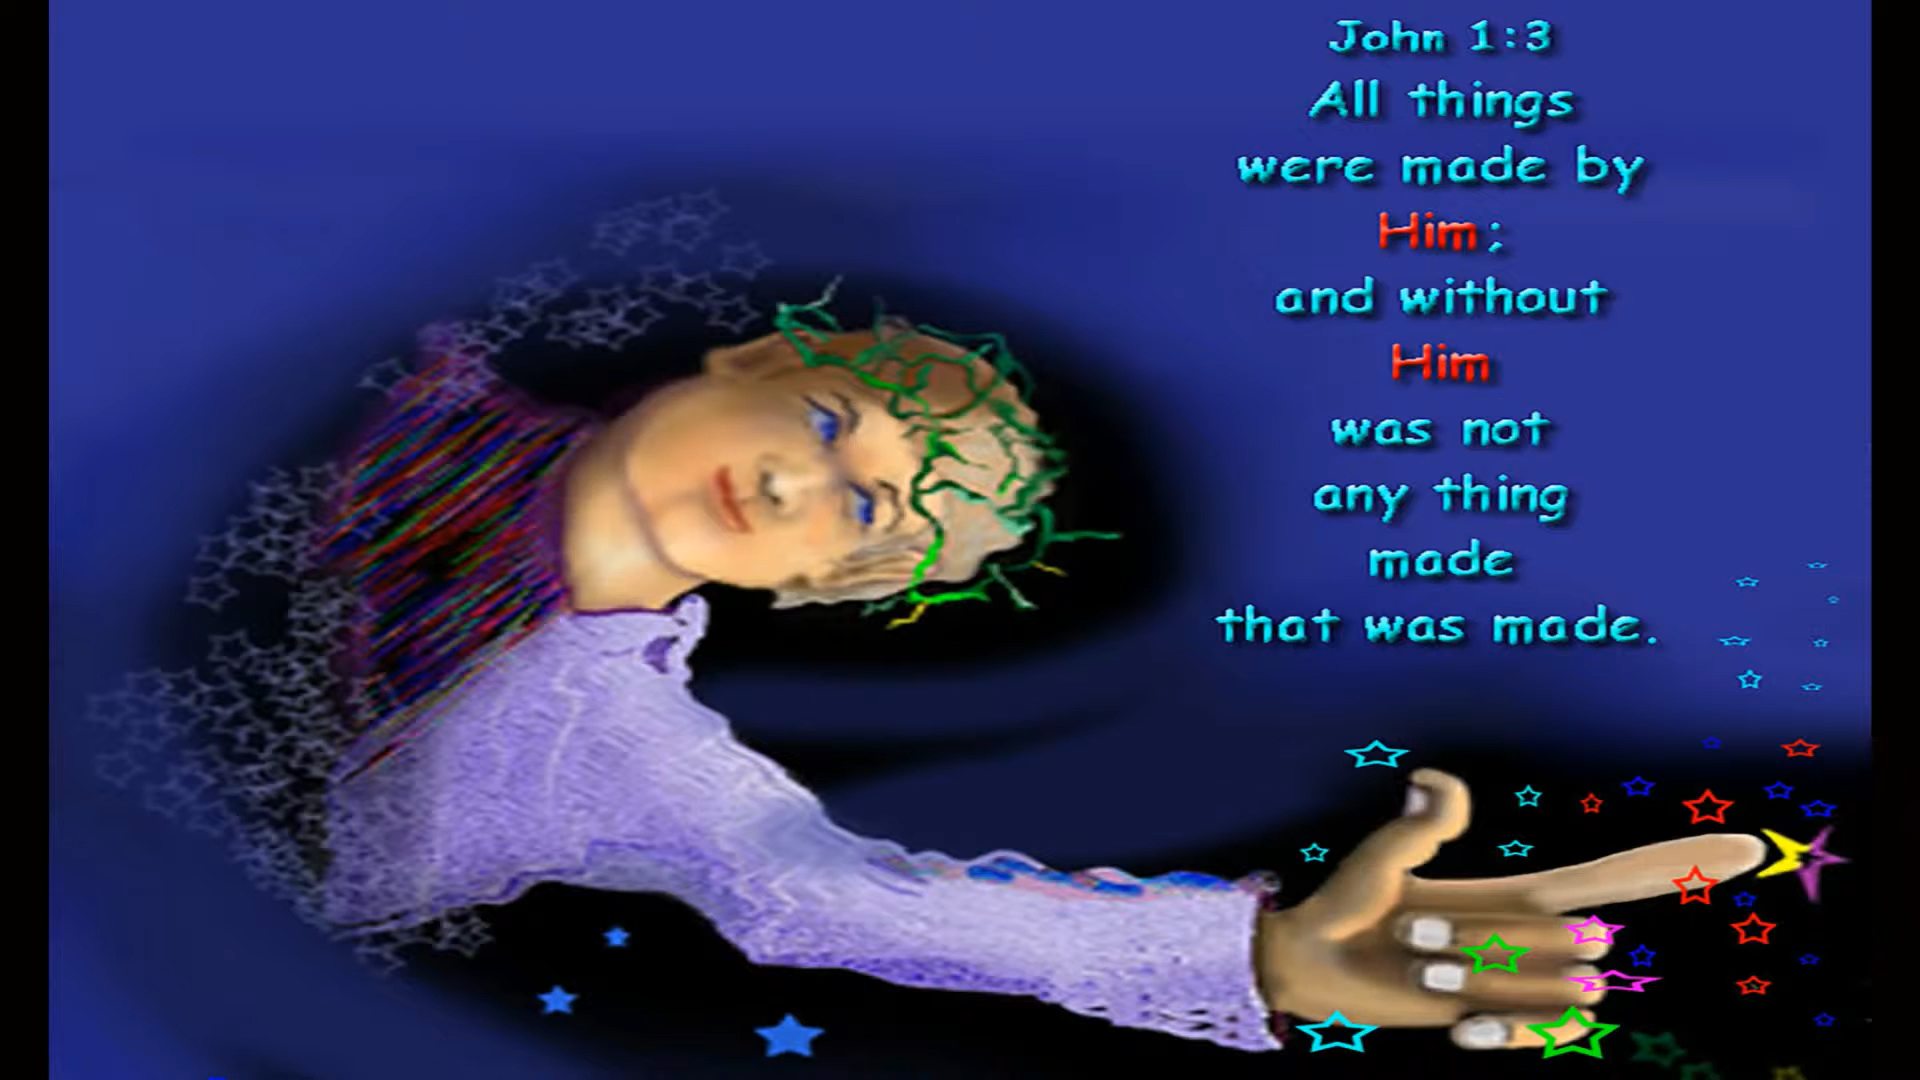 John 1:3
All things
were made by
Him;
and without
Him
was not
any thing
made
that was made.